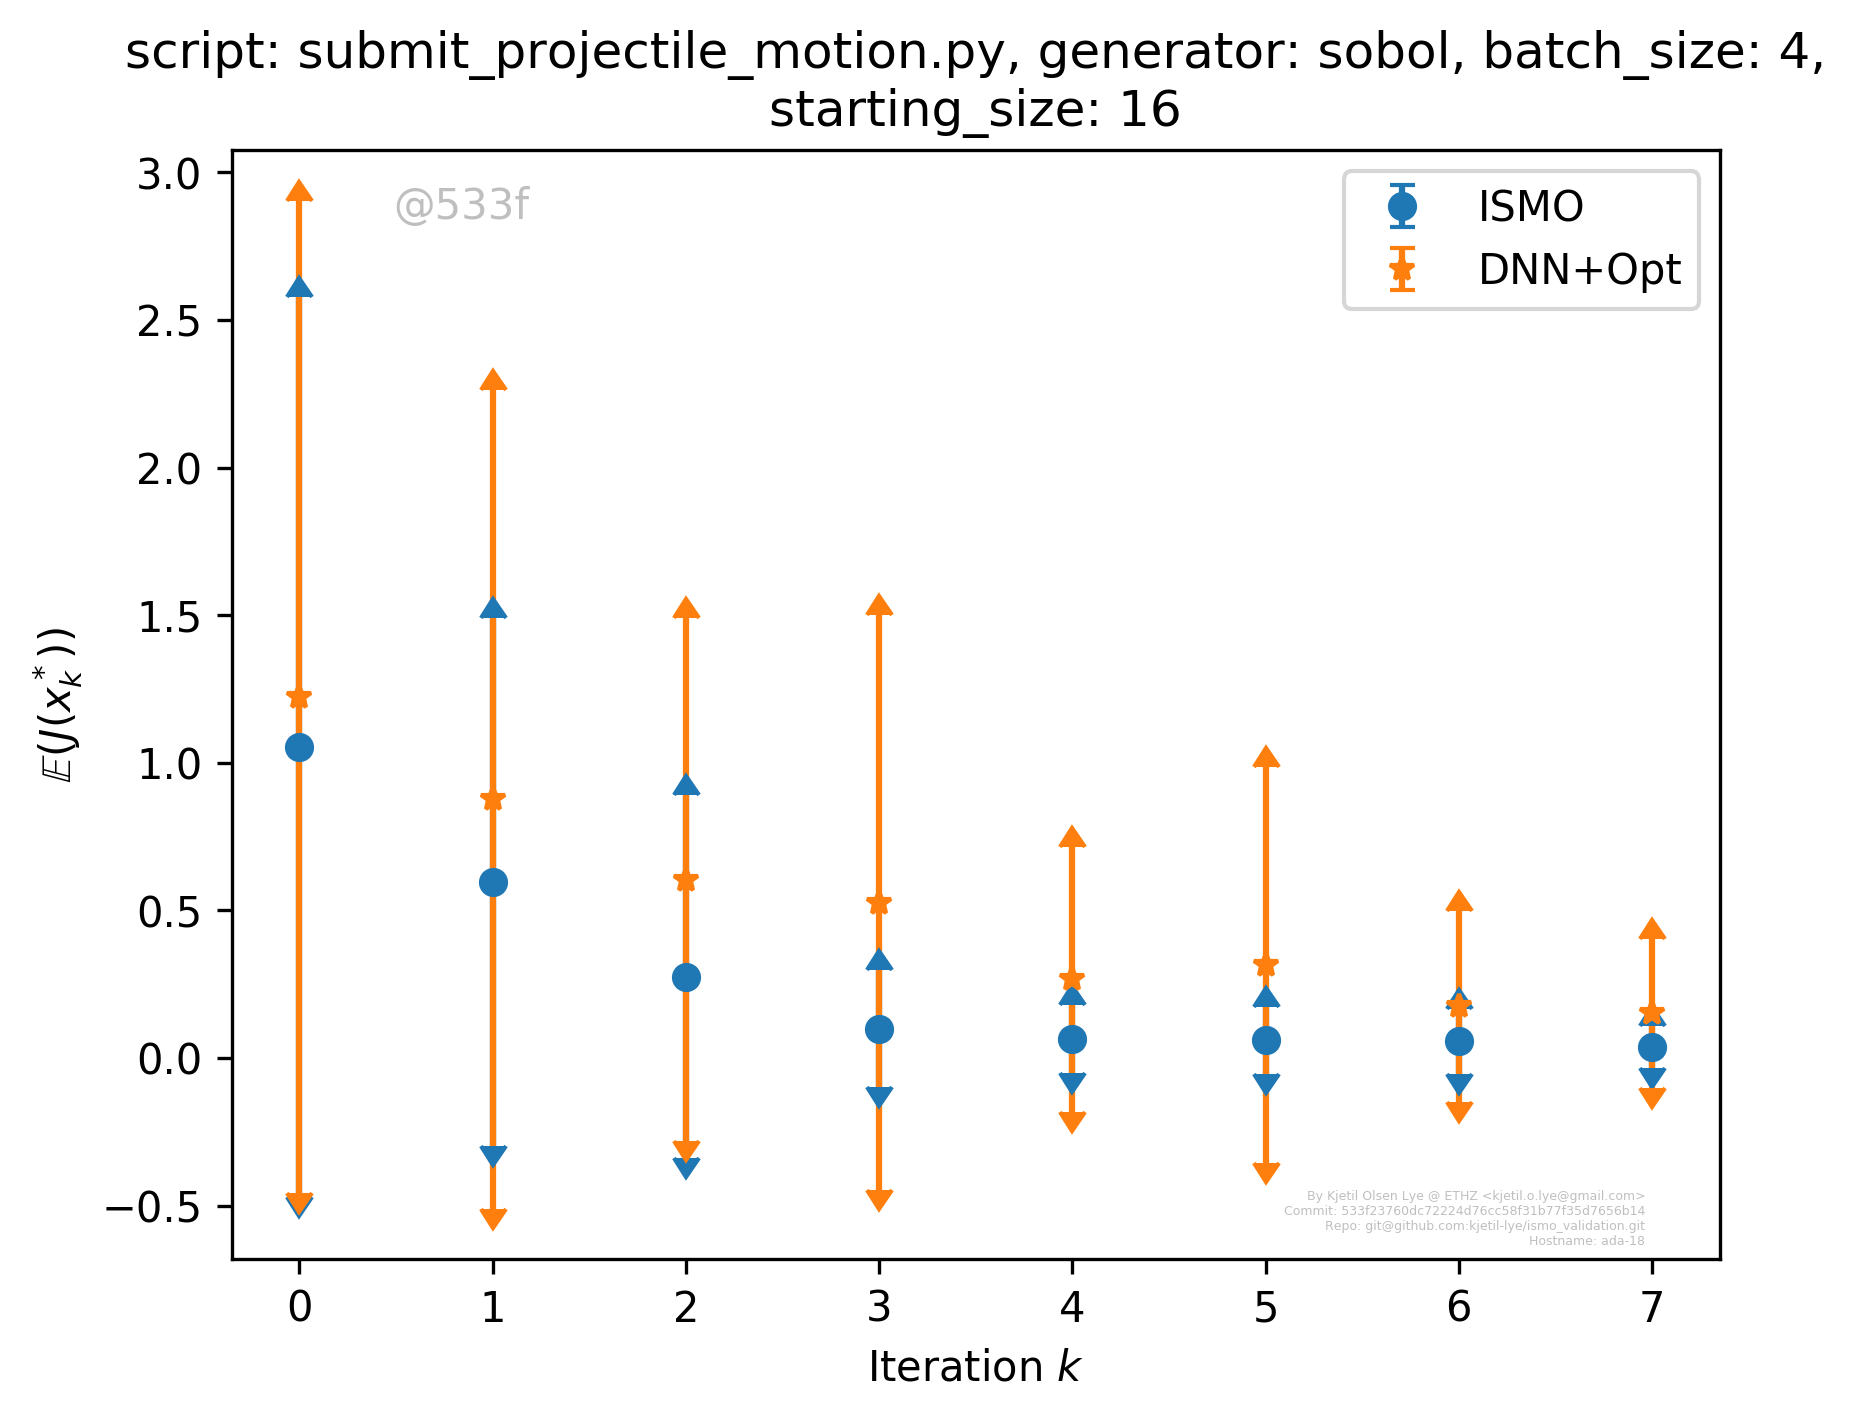 script: submit_projectile_motion.py, generator: sobol, batch_size: 4,
starting_size: 16
@533f
ISMO
DNN+Opt
3.0
2.5
2.0
1.5
1.0
0.5
0.0
−0.5
𝔼(J(x*k))
0 1 2 3 4 5 6 7
Iteration k
By Kjetil Olsen Lye @ ETHZ <kjetil.o.lye@gmail.com>
Commit: 533f23760dc72224d76cc58f31b77f35d7656b14
Repo: git@github.com:kjetil-lye/ismo_validation.git
Hostname: ada-18